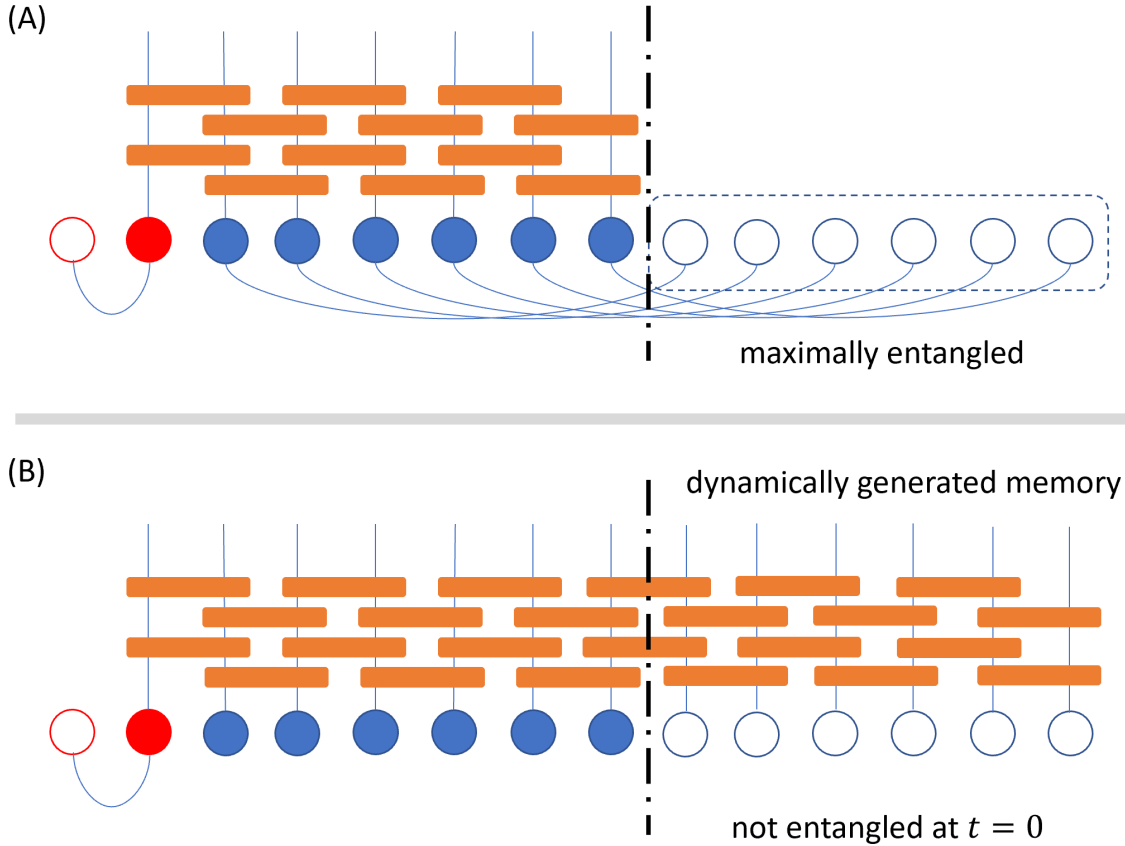 (A)
maximally entangled
(B)
dynamically generated memory
not entangled at t = 0